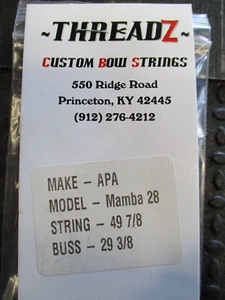 ~THREADZ~
CUSTOM BOW STRINGS
550 Ridge Road
Princeton, KY 42445
(912) 276-4212
MAKE – APA
MODEL – Mamba 28
STRING – 49 7/8
BUSS – 29 3/8